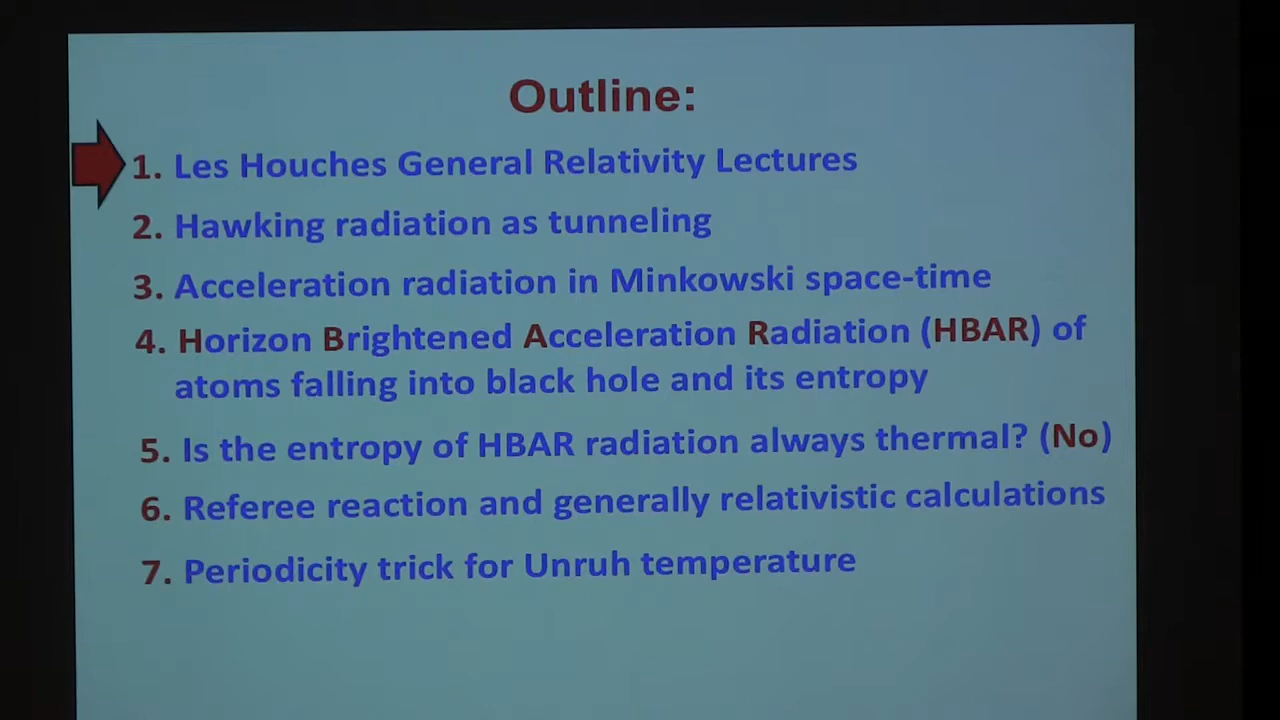 Outline:
1. Les Houches General Relativity Lectures
2. Hawking radiation as tunneling
3. Acceleration radiation in Minkowski space-time
4. Horizon Brightened Acceleration Radiation (HBAR) of
atoms falling into black hole and its entropy
5. Is the entropy of HBAR radiation always thermal? (No)
6. Referee reaction and generally relativistic calculations
7. Periodicity trick for Unruh temperature